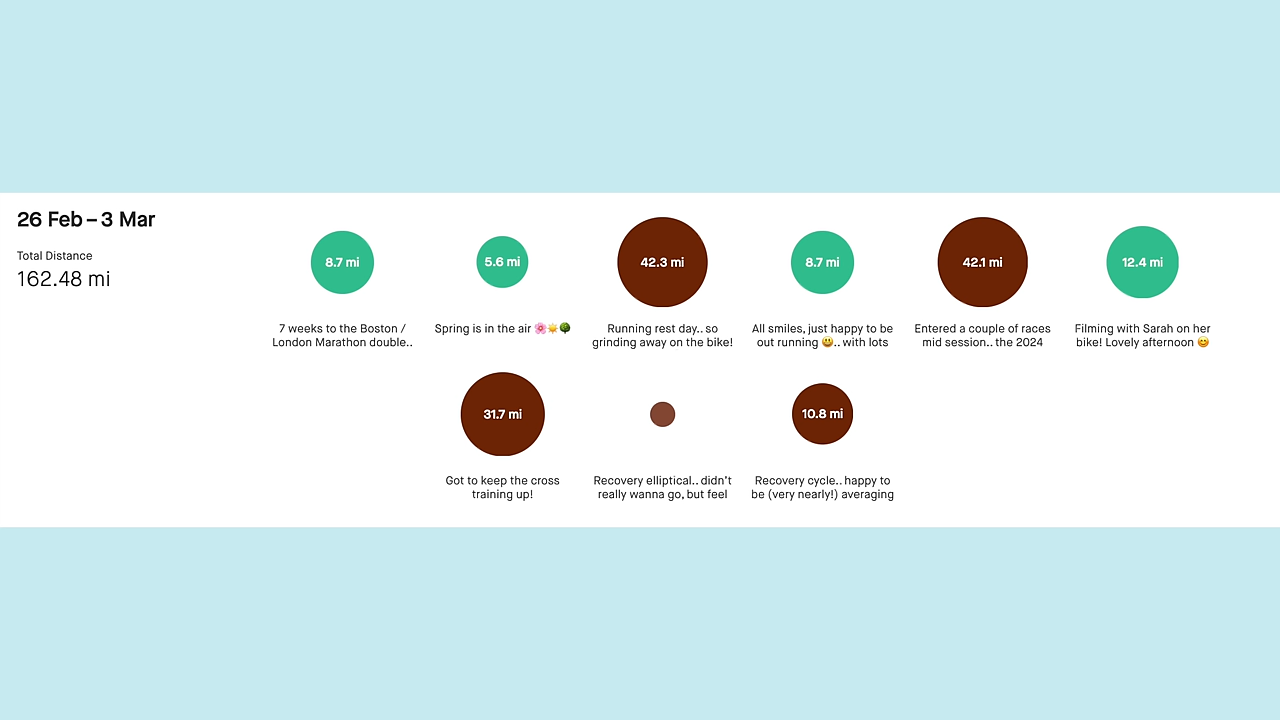 26 Feb – 3 Mar
Total Distance
162.48 mi
8.7 mi
7 weeks to the Boston /
London Marathon double..
5.6 mi
Spring is in the air 🌸☀️🌳
42.3 mi
Running rest day.. so
grinding away on the bike!
8.7 mi
All smiles, just happy to be
out running 😃.. with lots
42.1 mi
Entered a couple of races
mid session.. the 2024
12.4 mi
Filming with Sarah on her
bike! Lovely afternoon 😊
31.7 mi
Got to keep the cross
training up!
Recovery elliptical.. didn't
really wanna go, but feel
10.8 mi
Recovery cycle.. happy to
be (very nearly!) averaging